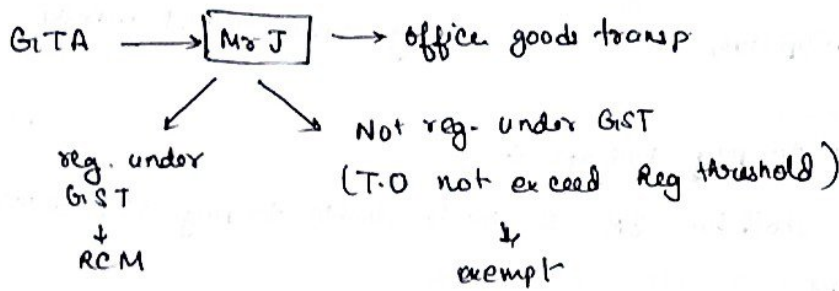 GTA → Mr J → office goods transp
reg. under
GST
↓
RCM
Not reg. under GST
(T.O not exceed Reg threshold)
↓
exempt